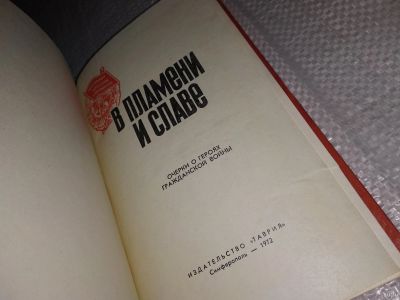 В ПЛАМЕНИ
И СЛАВЕ
ОЧЕРКИ О ГЕРОЯХ
ГРАЖДАНСКОЙ ВОЙНЫ
ИЗДАТЕЛЬСТВО «ТАВРИЯ»
Симферополь — 1972